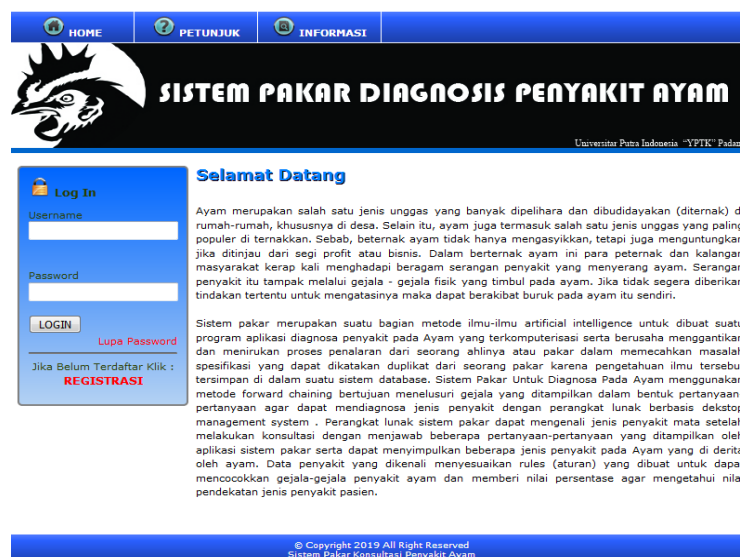 HOME PETUNJUK INFORMASI
SISTEM PAKAR DIAGNOSIS PENYAKIT AYAM
Universitar Putra Indonesia "YPTK" Padan
Log In
Username
Password
LOGIN
Lupa Password
Jika Belum Terdaftar Klik :
REGISTRASI
Selamat Datang
Ayam merupakan salah satu jenis unggas yang banyak dipelihara dan dibudidayakan (diternak) d
rumah-rumah, khususnya di desa. Selain itu, ayam juga termasuk salah satu jenis unggas yang paling
populer di ternakkan. Sebab, beternak ayam tidak hanya mengasyikkan, tetapi juga menguntungkan
jika ditinjau dari segi profit atau bisnis. Dalam berternak ayam ini para peternak dan kalangan
masyarakat kerap kali menghadapi beragam serangan penyakit yang menyerang ayam. Serangan
penyakit itu tampak melalui gejala - gejala fisik yang timbul pada ayam. Jika tidak segera diberikan
tindakan tertentu untuk mengatasinya maka dapat berakibat buruk pada ayam itu sendiri.
Sistem pakar merupakan suatu bagian metode ilmu-ilmu artificial intelligence untuk dibuat suatu
program aplikasi diagnosa penyakit pada Ayam yang terkomputerisasi serta berusaha menggantikan
dan menirukan proses penalaran dari seorang ahlinya atau pakar dalam memecahkan masalah
spesifikasi yang dapat dikatakan duplikat dari seorang pakar karena pengetahuan ilmu tersebu
tersimpan di dalam suatu sistem database. Sistem Pakar Untuk Diagnosa Pada Ayam menggunakan
metode forward chaining bertujuan menelusuri gejala yang ditampilkan dalam bentuk pertanyaan-
pertanyaan agar dapat mendiagnosa jenis penyakit dengan perangkat lunak berbasis dekstop
management system . Perangkat lunak sistem pakar dapat mengenali jenis penyakit mata setelah
melakukan konsultasi dengan menjawab beberapa pertanyaan-pertanyaan yang ditampilkan oleh
aplikasi sistem pakar serta dapat menyimpulkan beberapa jenis penyakit pada Ayam yang di derita
oleh ayam. Data penyakit yang dikenali menyesuaikan rules (aturan) yang dibuat untuk dapa
mencocokkan gejala-gejala penyakit ayam dan memberi nilai persentase agar mengetahui nila
pendekatan jenis penyakit pasien.
© Copyright 2019 All Right Reserved
Sistem Pakar Konsultasi Penyakit Ayam